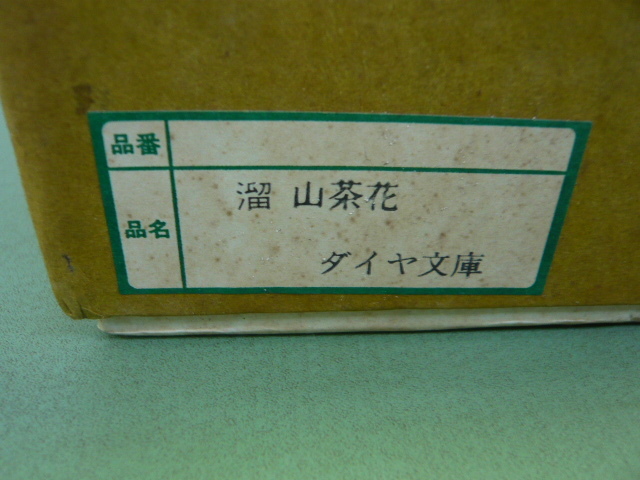 品番
品名
溜 山茶花
ダイヤ文庫